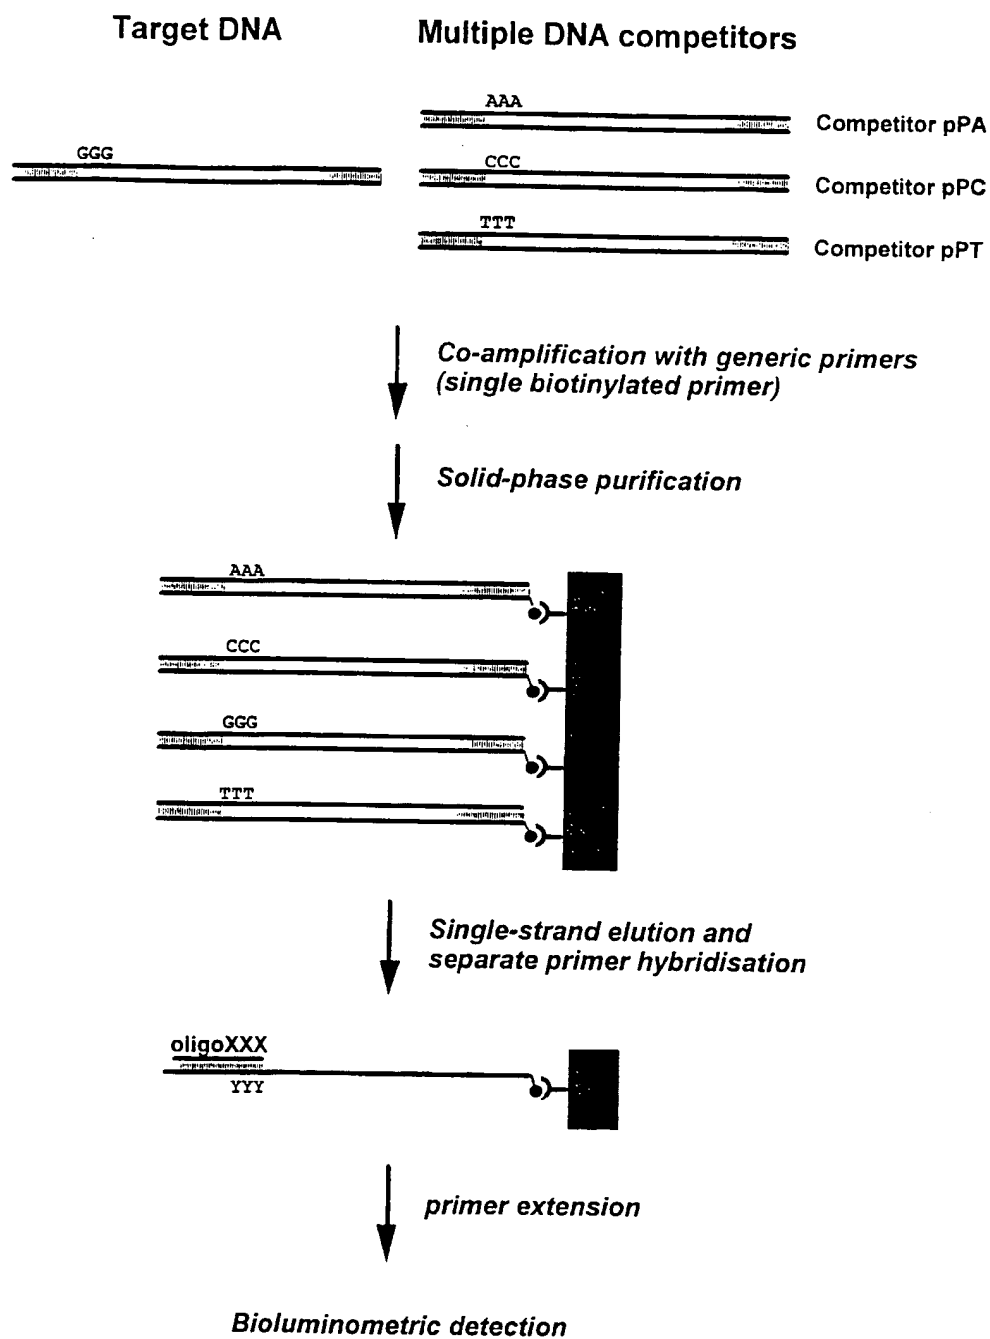 Target DNA
Multiple DNA competitors
AAA
Competitor pPA
GGG
CCC
Competitor pPC
TTT
Competitor pPT
Co-amplification with generic primers
(single biotinylated primer)
Solid-phase purification
AAA
CCC
GGG
TTT
Single-strand elution and
separate primer hybridisation
oligoXXX
YYY
primer extension
Bioluminometric detection